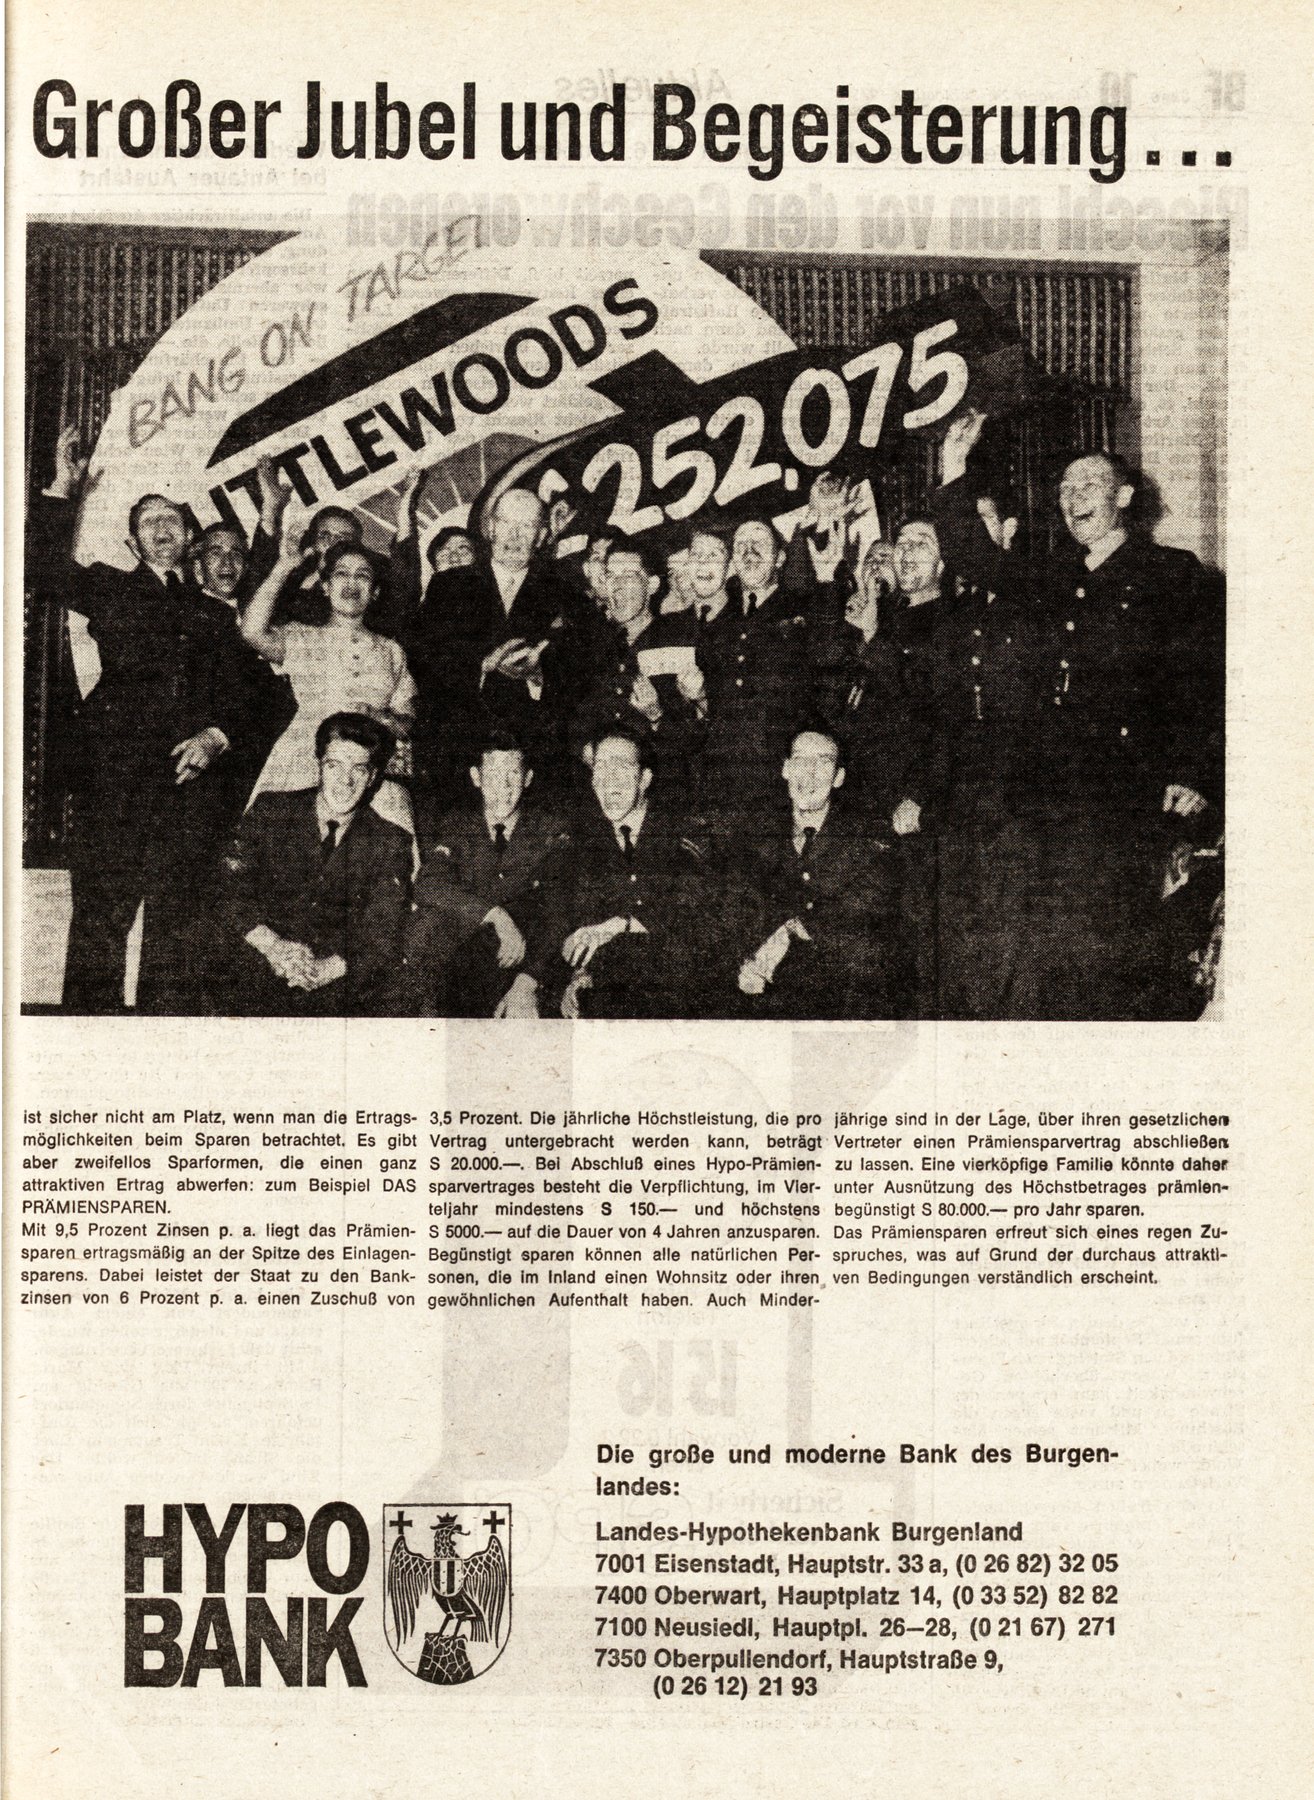 Großer Jubel und Begeisterung...
BANG ON TARGET
LITTLEWOODS
£252.075
ist sicher nicht am Platz, wenn man die Ertrags-
möglichkeiten beim Sparen betrachtet. Es gibt
aber zweifellos Sparformen, die einen ganz
attraktiven Ertrag abwerfen: zum Beispiel DAS
PRÄMIENSPAREN.
Mit 9,5 Prozent Zinsen p. a. liegt das Prämien-
sparen ertragsmäßig an der Spitze des Einlagen-
sparens. Dabei leistet der Staat zu den Bank-
zinsen von 6 Prozent p. a. einen Zuschuß von
3,5 Prozent. Die jährliche Höchstleistung, die pro
Vertrag untergebracht werden kann, beträgt
S 20.000.—. Bei Abschluß eines Hypo-Prämien-
sparvertrages besteht die Verpflichtung, im Vier-
teljahr mindestens S 150.— und höchstens
S 5000.— auf die Dauer von 4 Jahren anzusparen.
Begünstigt sparen können alle natürlichen Per-
sonen, die im Inland einen Wohnsitz oder ihren
gewöhnlichen Aufenthalt haben. Auch Minder-
jährige sind in der Lage, über ihren gesetzlichen
Vertreter einen Prämiensparvertrag abschließen
zu lassen. Eine vierköpfige Familie könnte daher
unter Ausnützung des Höchstbetrages prämien-
begünstigt S 80.000.— pro Jahr sparen.
Das Prämiensparen erfreut sich eines regen Zu-
spruches, was auf Grund der durchaus attrakti-
ven Bedingungen verständlich erscheint.
HYPO
BANK
Die große und moderne Bank des Burgen-
landes:
Landes-Hypothekenbank Burgenland
7001 Eisenstadt, Hauptstr. 33 a, (0 26 82) 32 05
7400 Oberwart, Hauptplatz 14, (0 33 52) 82 82
7100 Neusiedl, Hauptpl. 26—28, (0 21 67) 271
7350 Oberpullendorf, Hauptstraße 9,
(0 26 12) 21 93